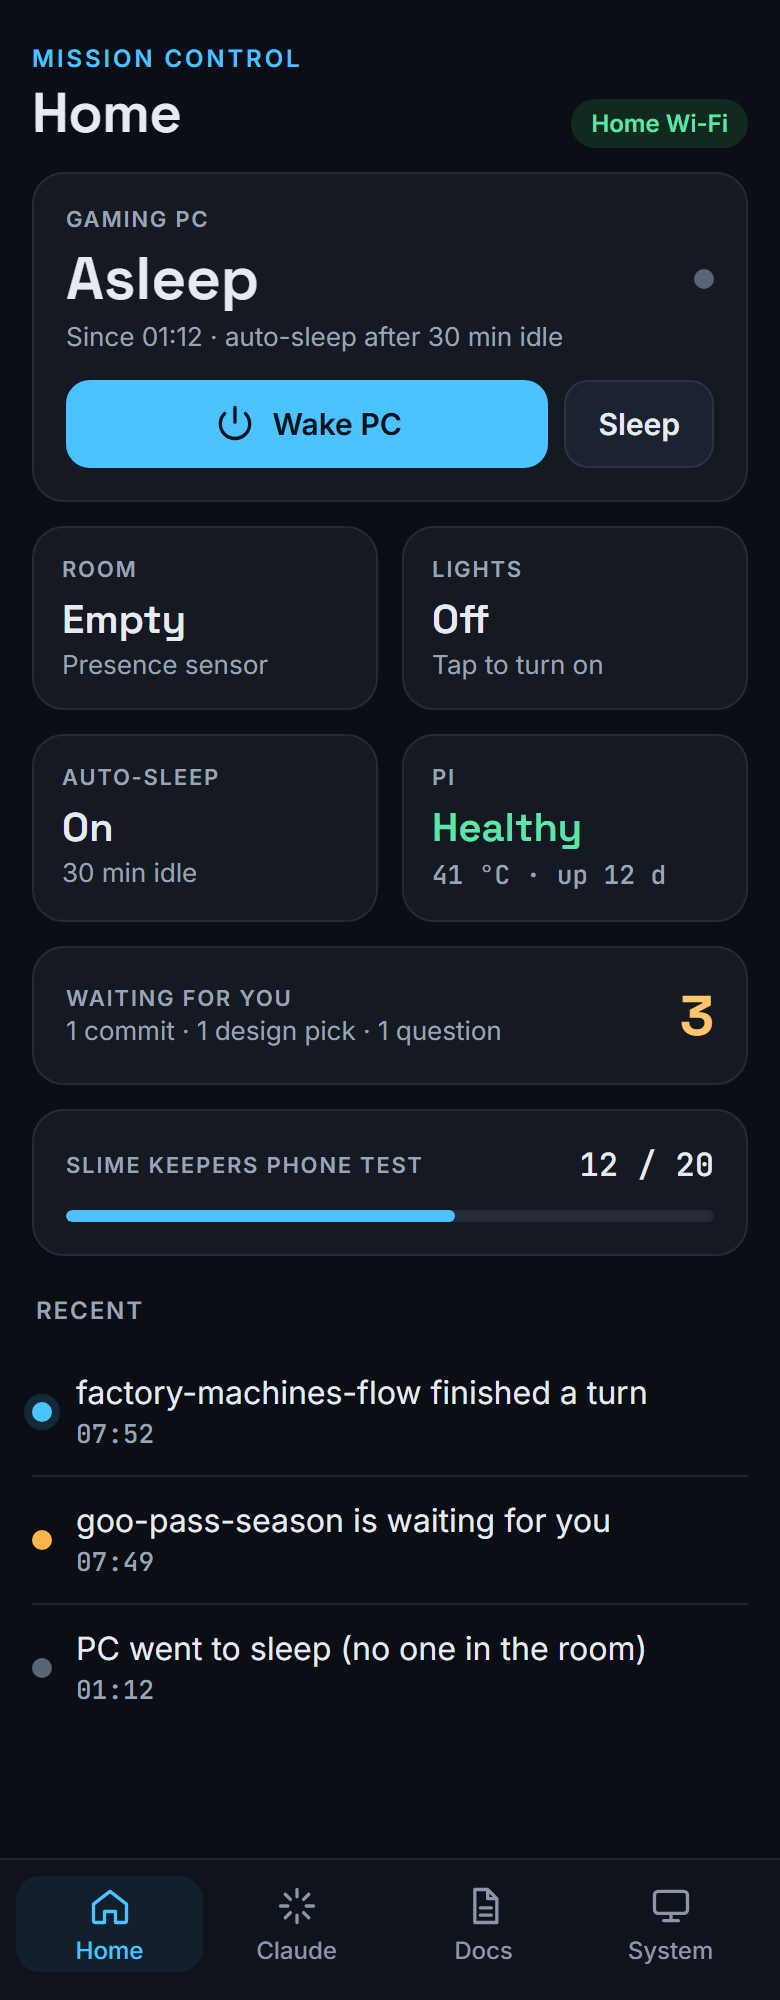 MISSION CONTROL
Home
Home Wi-Fi
GAMING PC
Asleep
Since 01:12 · auto-sleep after 30 min idle
Wake PC
Sleep
ROOM
Empty
Presence sensor
LIGHTS
Off
Tap to turn on
AUTO-SLEEP
On
30 min idle
PI
Healthy
41 °C · up 12 d
WAITING FOR YOU
1 commit · 1 design pick · 1 question
3
SLIME KEEPERS PHONE TEST
12 / 20
RECENT
factory-machines-flow finished a turn
07:52
goo-pass-season is waiting for you
07:49
PC went to sleep (no one in the room)
01:12
Home
Claude
Docs
System